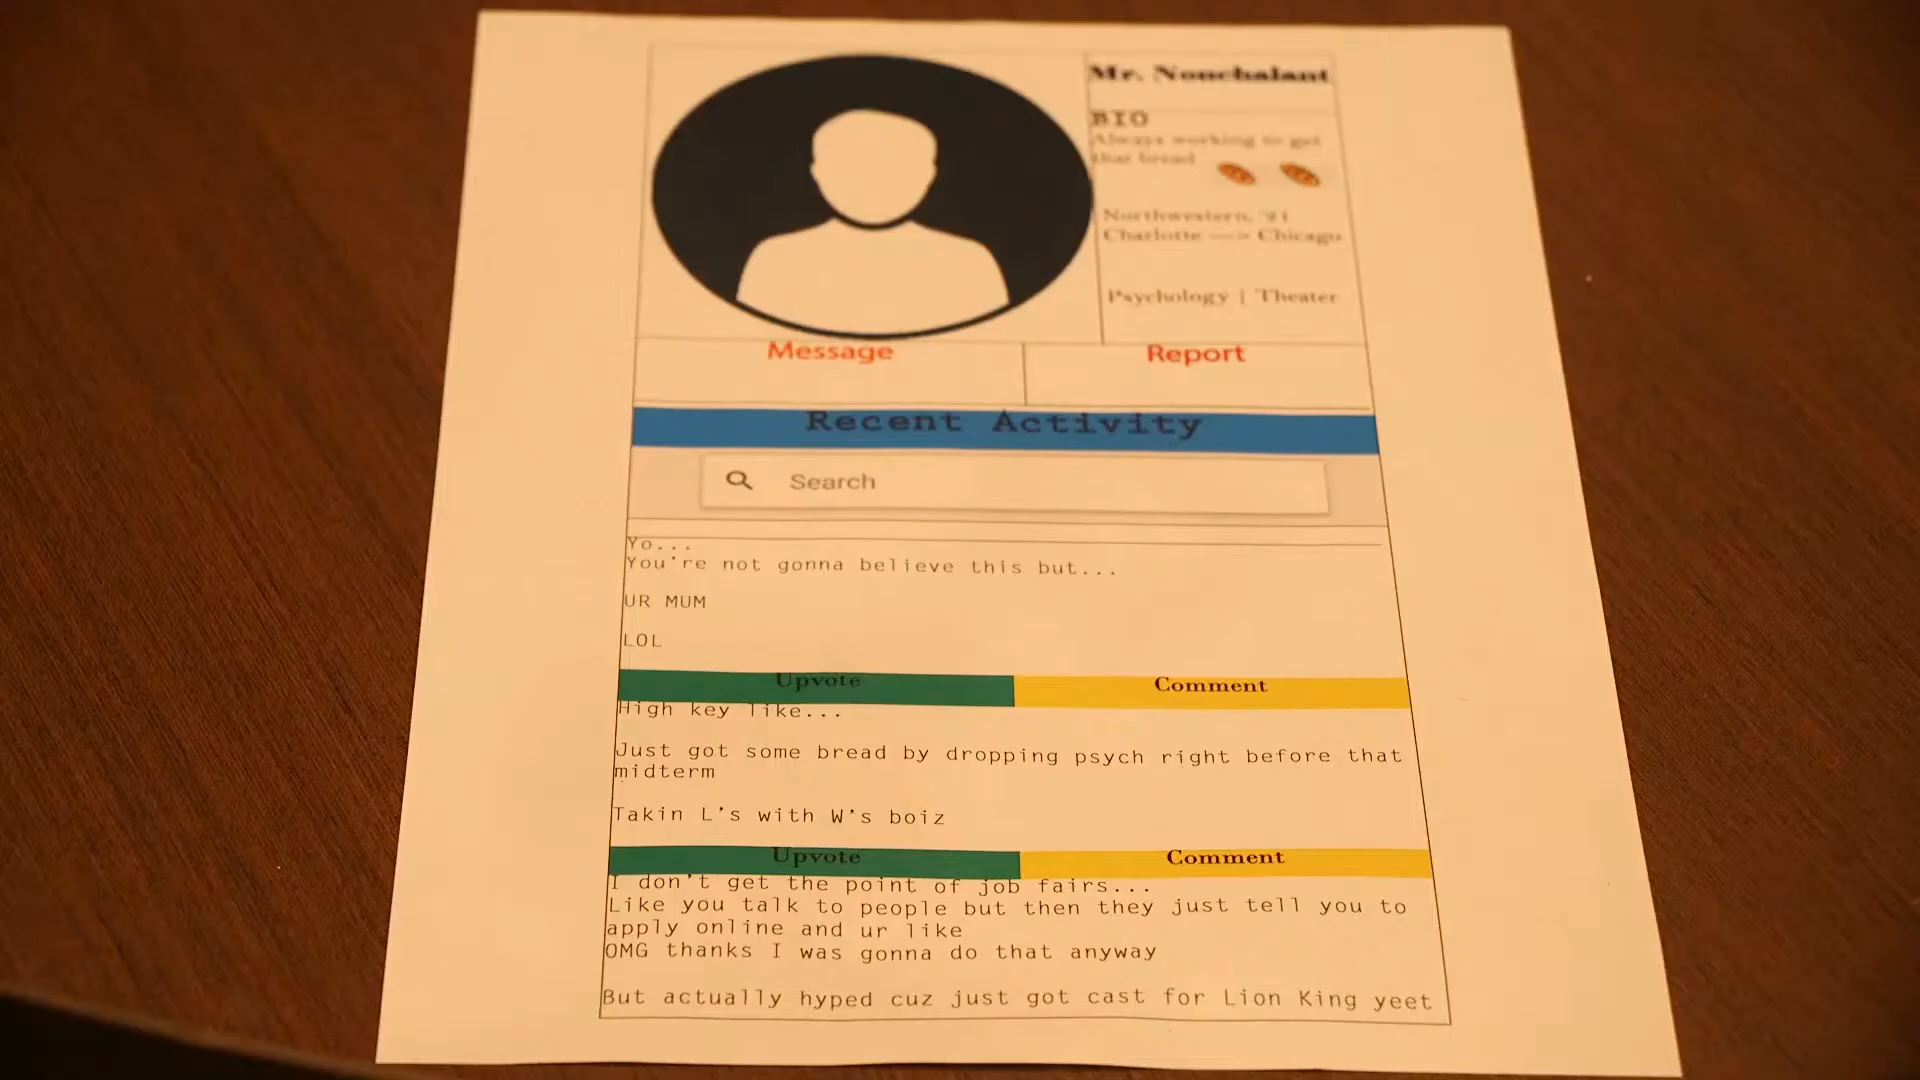 Mr. Nonchalant
BIO
Always working to get
that bread
Northwestern, '21
Charlotte ---> Chicago
Psychology | Theater
Message
Report
Recent Activity
Search
Yo...
You're not gonna believe this but...
UR MUM
LOL
Upvote
Comment
High key like...
Just got some bread by dropping psych right before that
midterm
Takin L's with W's boiz
Upvote
Comment
I don't get the point of job fairs...
Like you talk to people but then they just tell you to
apply online and ur like
OMG thanks I was gonna do that anyway
But actually hyped cuz just got cast for Lion King yeet